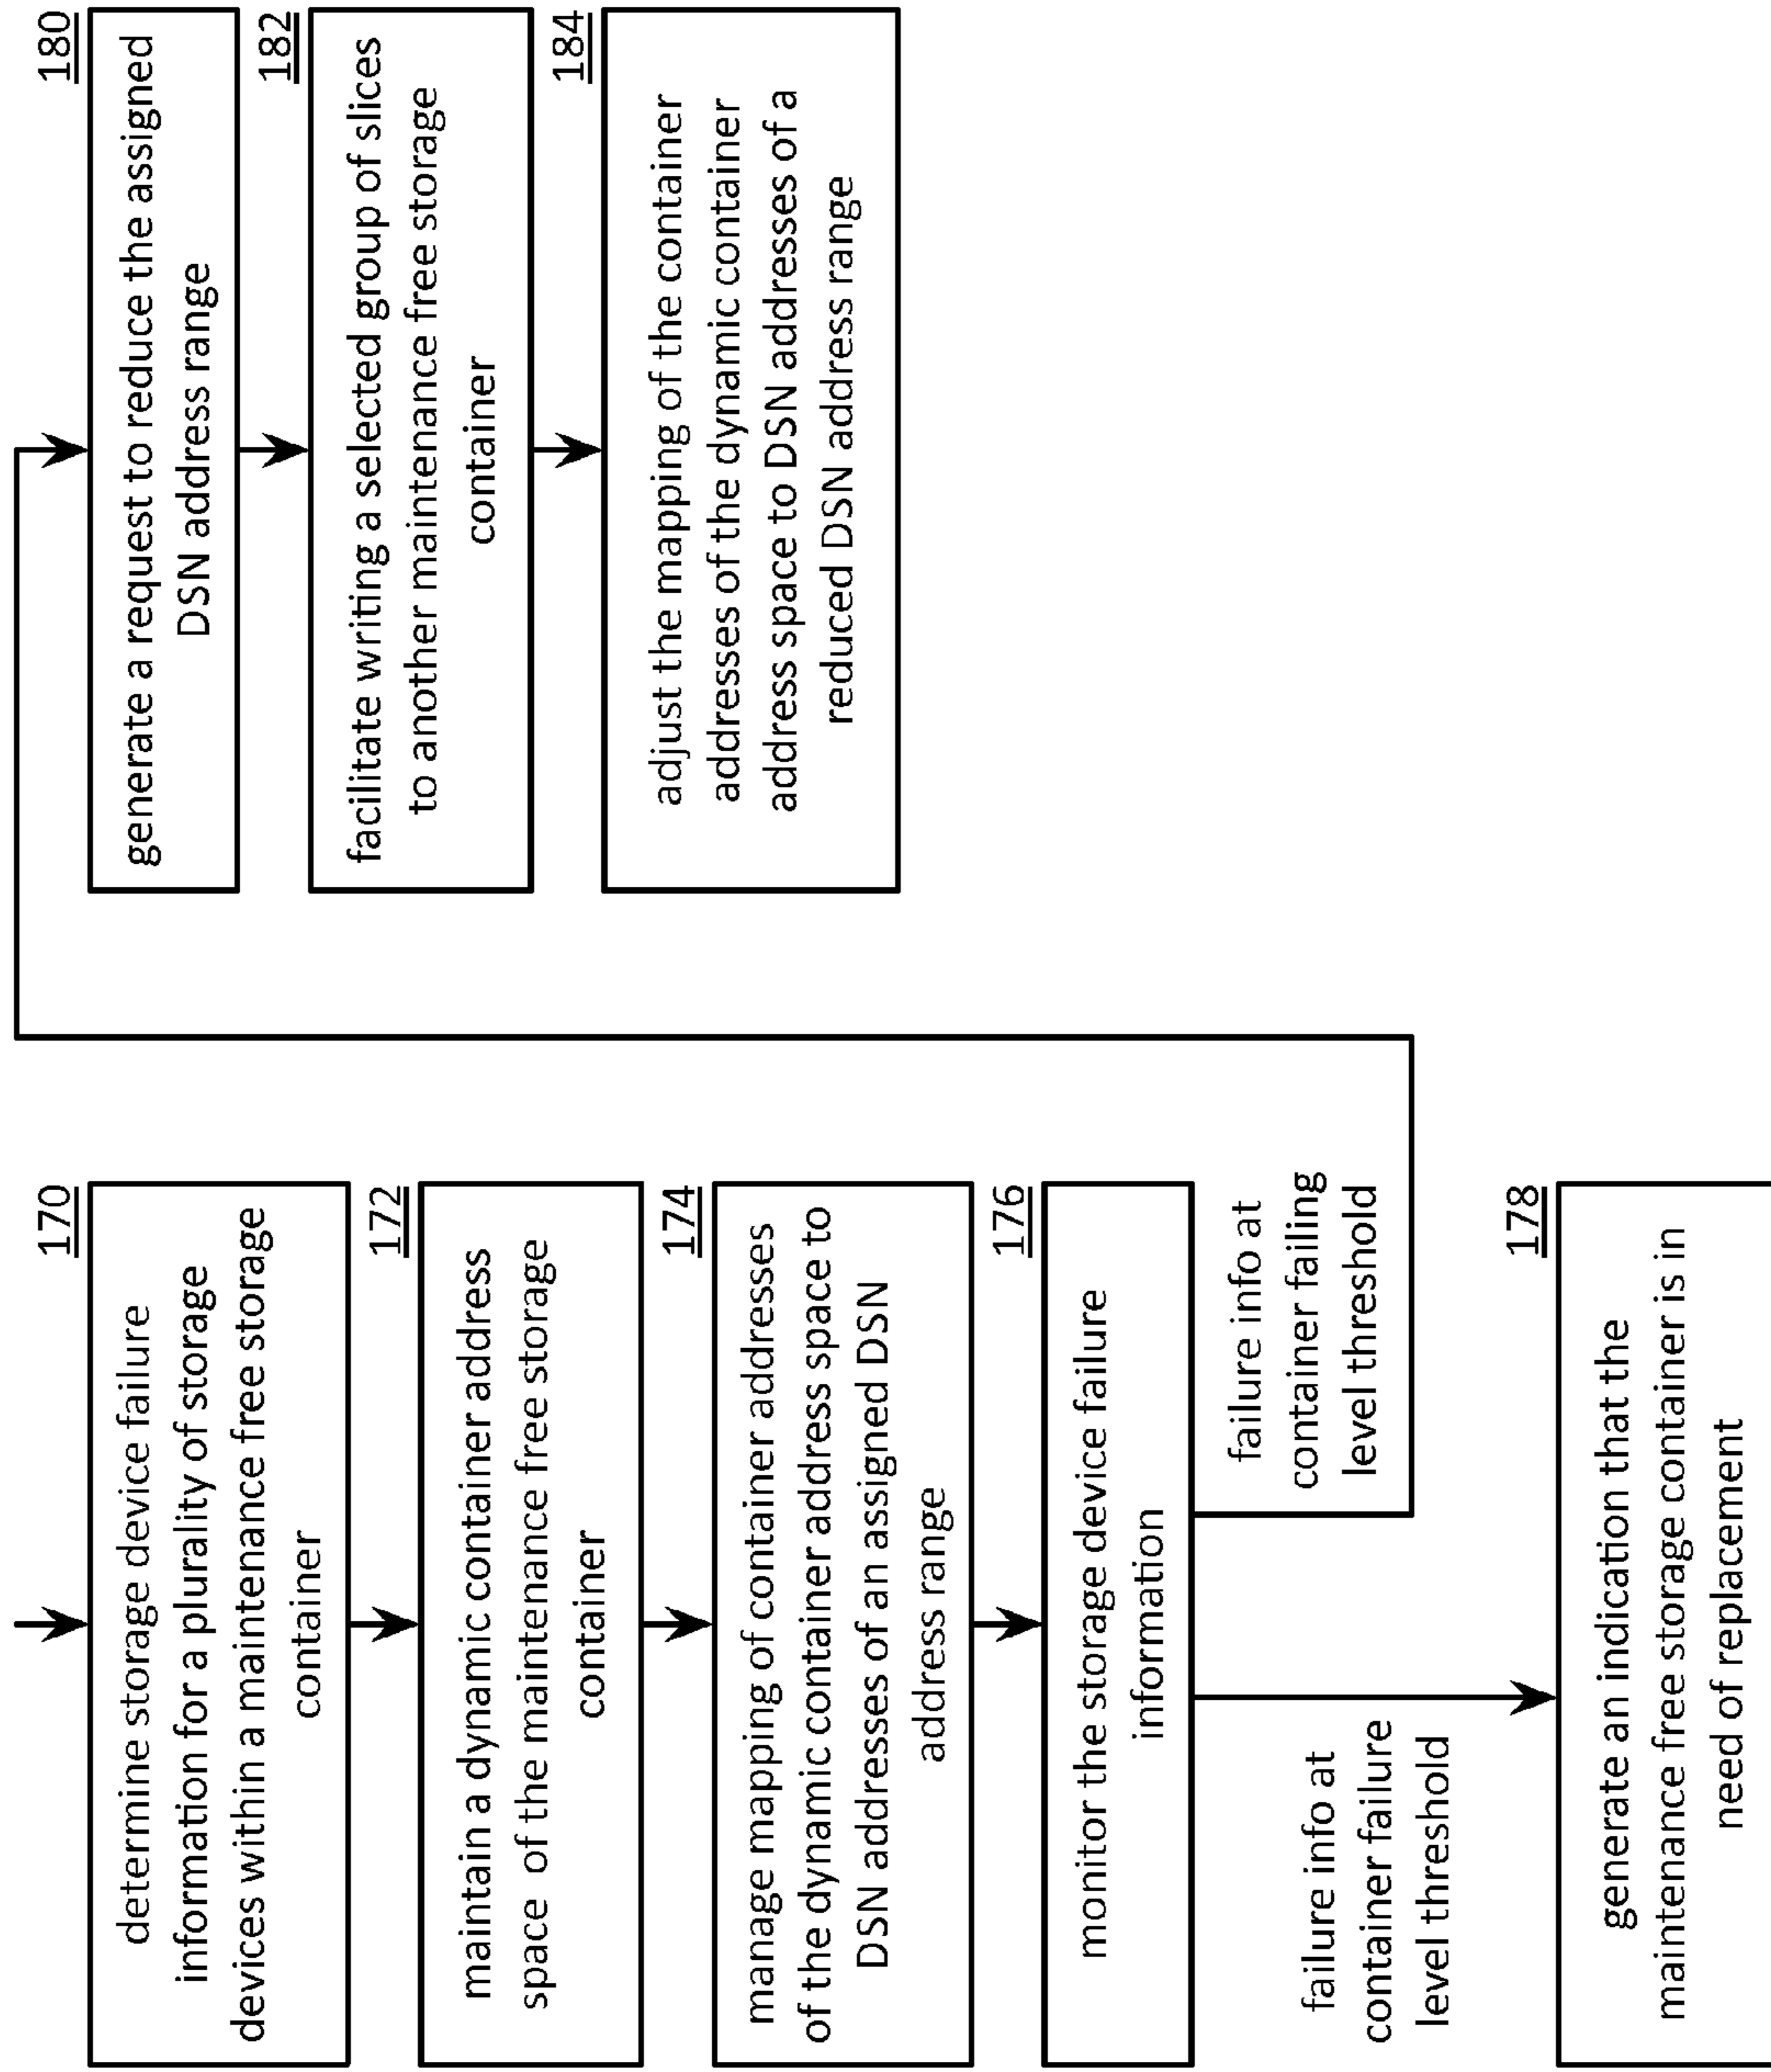 170
determine storage device failure
information for a plurality of storage
devices within a maintenance free storage
container
172
maintain a dynamic container address
space of the maintenance free storage
container
174
manage mapping of container addresses
of the dynamic container address space to
DSN addresses of an assigned DSN
address range
176
monitor the storage device failure
information
failure info at
container failure
level threshold
failure info at
container failing
level threshold
178
generate an indication that the
maintenance free storage container is in
need of replacement
180
generate a request to reduce the assigned
DSN address range
182
facilitate writing a selected group of slices
to another maintenance free storage
container
184
adjust the mapping of the container
addresses of the dynamic container
address space to DSN addresses of a
reduced DSN address range